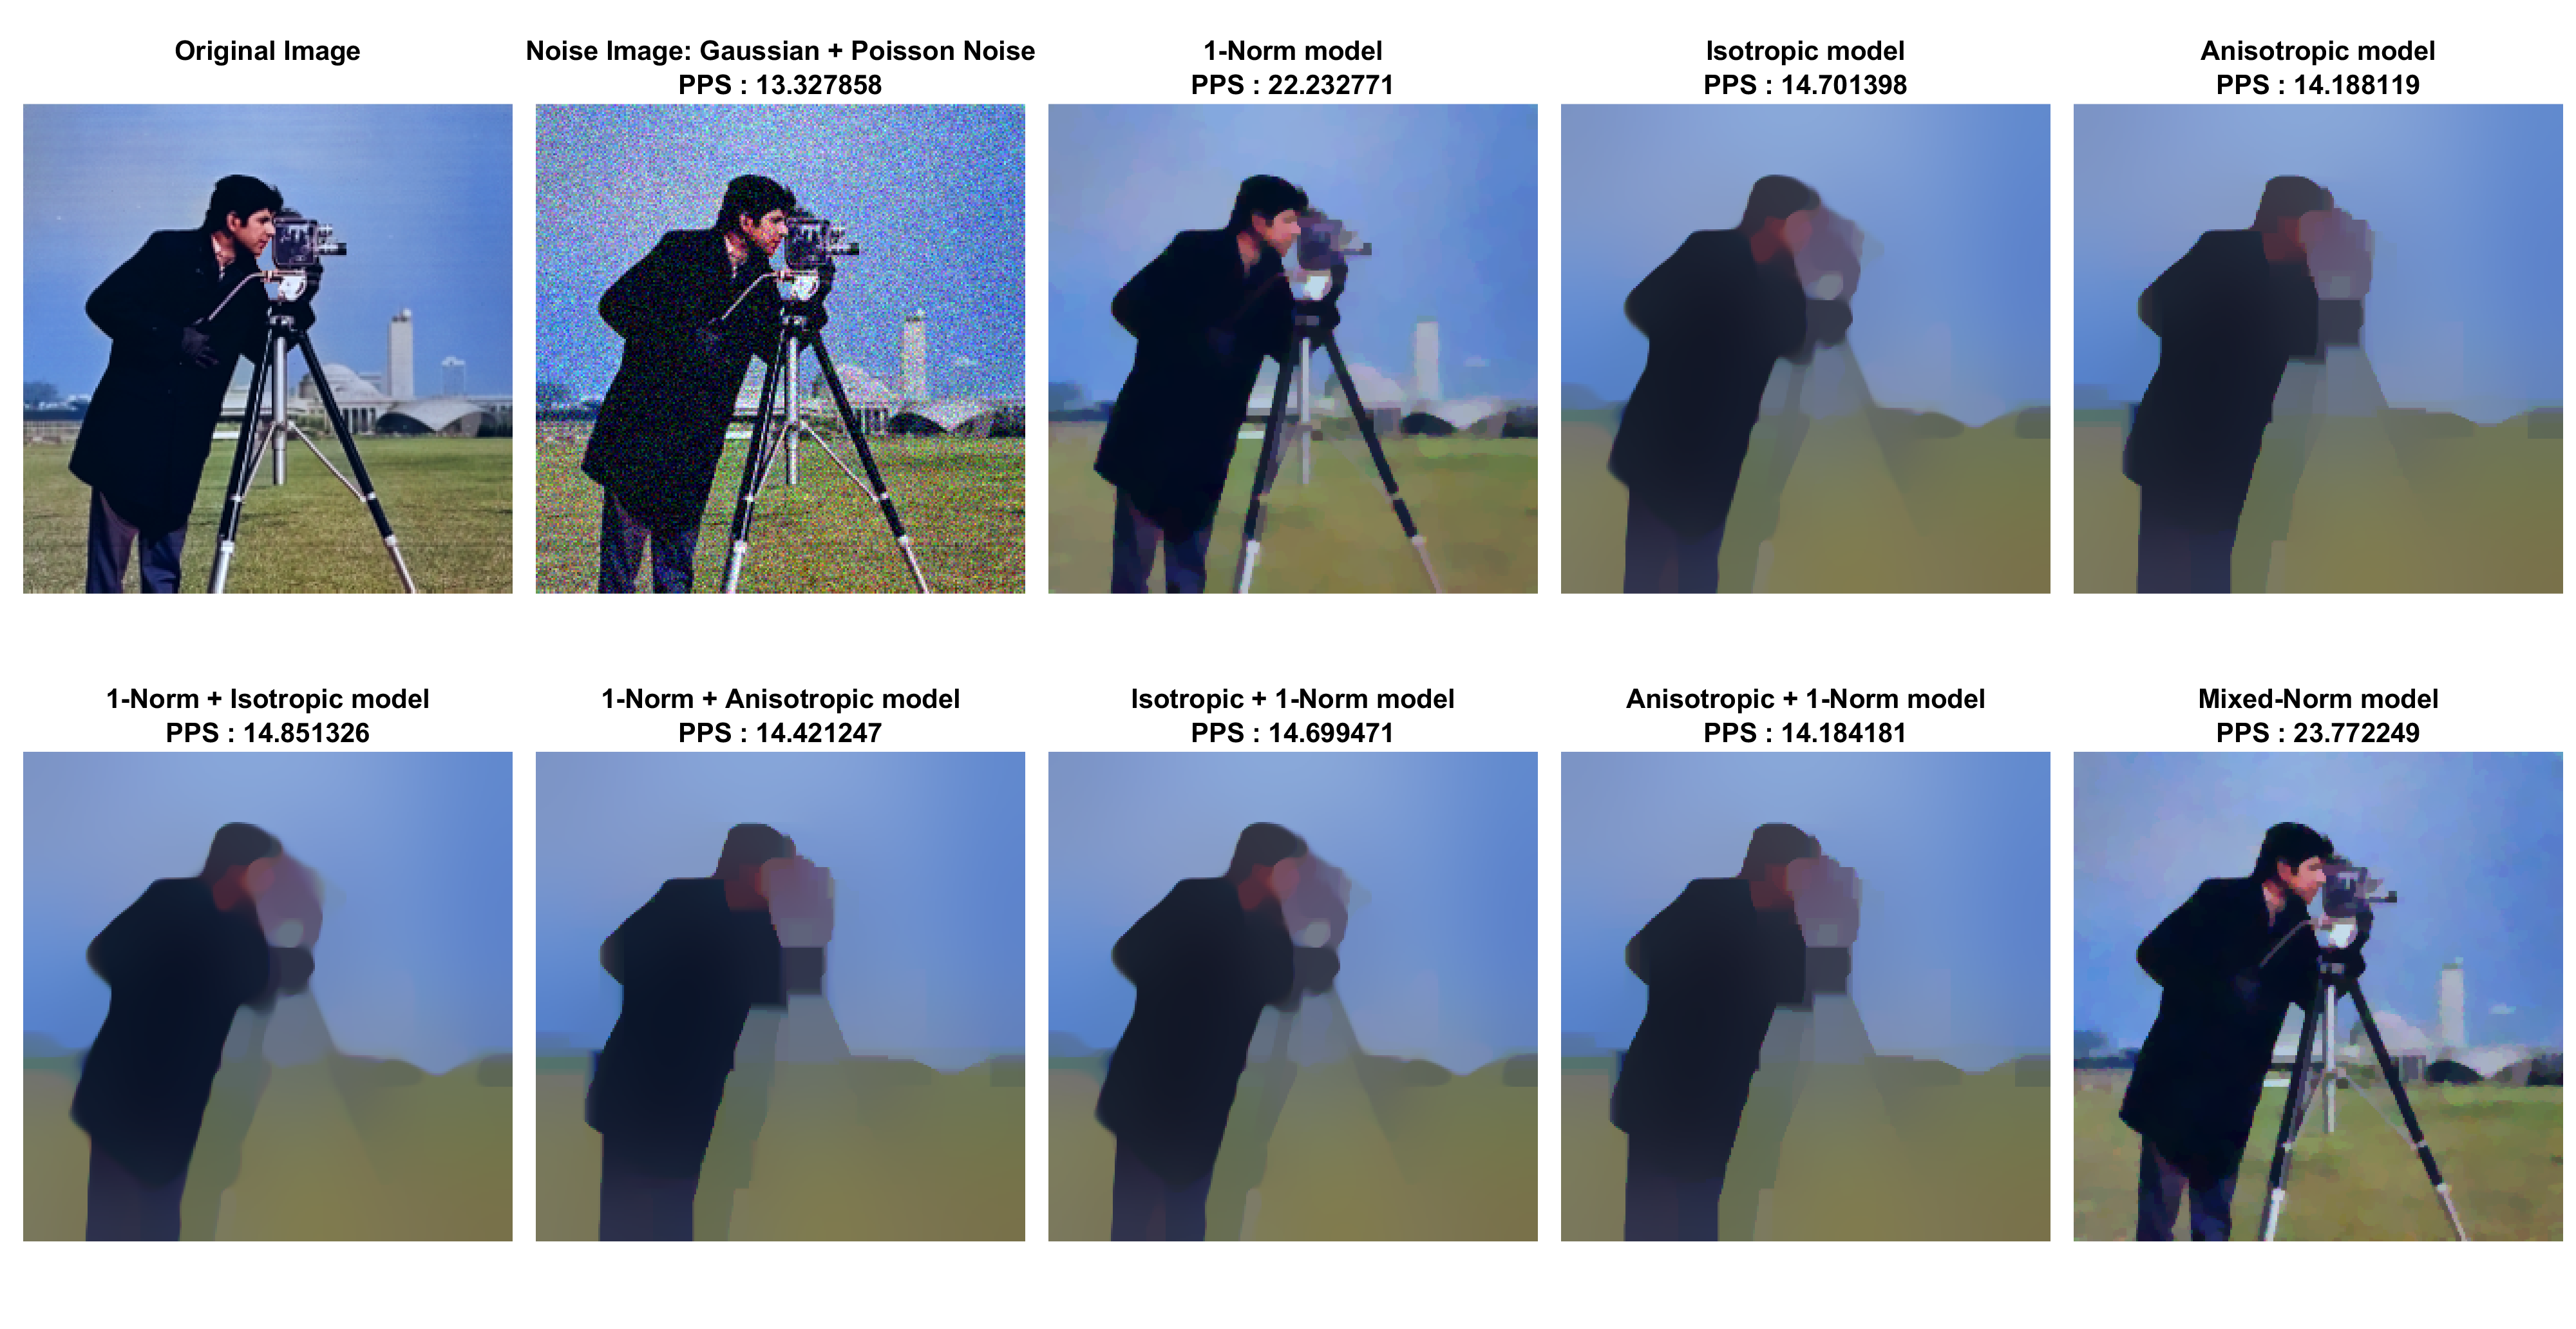 Original Image
Noise Image: Gaussian + Poisson Noise
PPS : 13.327858
1-Norm model
PPS : 22.232771
Isotropic model
PPS : 14.701398
Anisotropic model
PPS : 14.188119
1-Norm + Isotropic model
PPS : 14.851326
1-Norm + Anisotropic model
PPS : 14.421247
Isotropic + 1-Norm model
PPS : 14.699471
Anisotropic + 1-Norm model
PPS : 14.184181
Mixed-Norm model
PPS : 23.772249